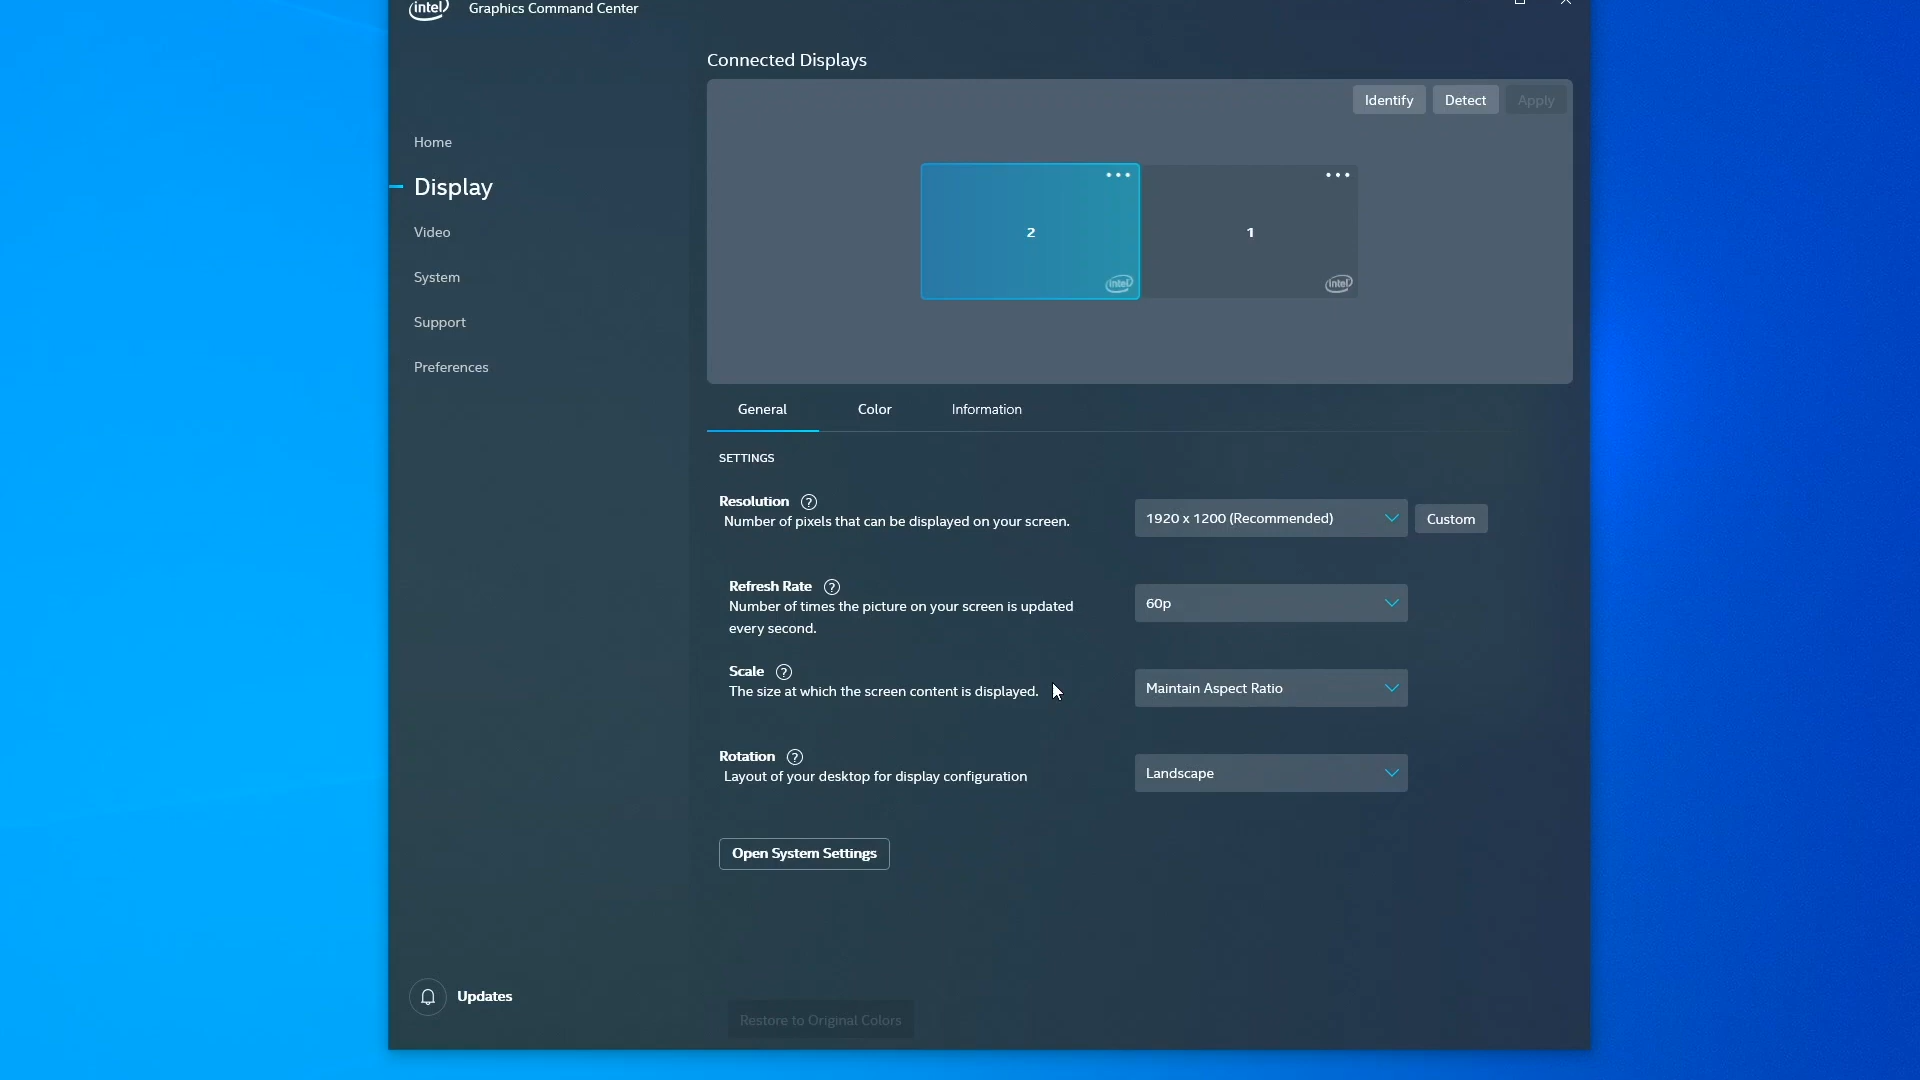 intel Graphics Command Center
Connected Displays
Identify
Detect
Apply
Home
Display
Video
System
Support
Preferences
2
intel
1
intel
General
Color
Information
SETTINGS
Resolution ?
Number of pixels that can be displayed on your screen.
1920 x 1200 (Recommended)
Custom
Refresh Rate ?
Number of times the picture on your screen is updated
every second.
60p
Scale ?
The size at which the screen content is displayed.
Maintain Aspect Ratio
Rotation ?
Layout of your desktop for display configuration
Landscape
Open System Settings
Updates
Restore to Original Colors